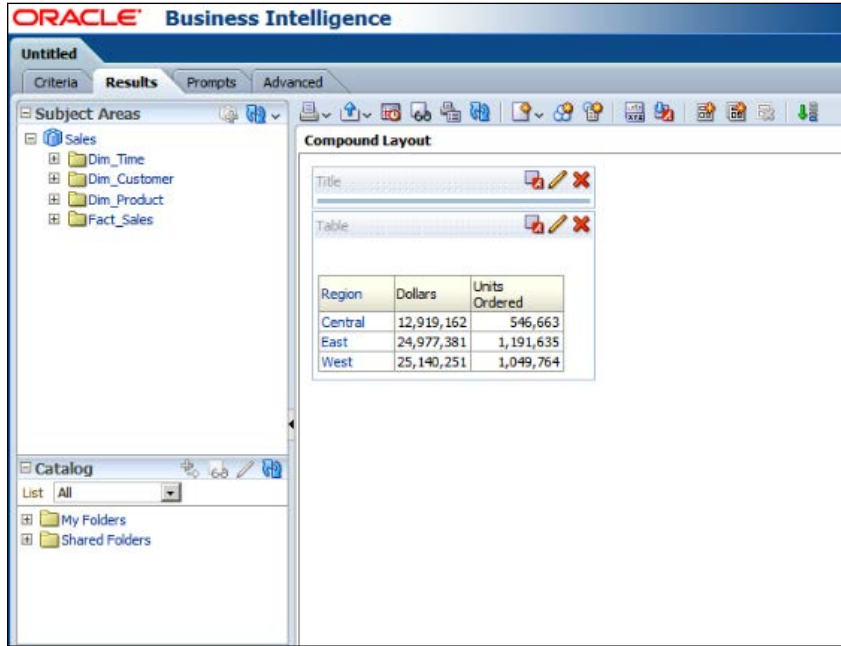 ORACLE Business Intelligence
Untitled
Criteria Results Prompts Advanced
Subject Areas
Sales
Dim_Time
Dim_Customer
Dim_Product
Fact_Sales
Catalog
List All
My Folders
Shared Folders
Compound Layout
Title
Table
Region Dollars Units
Ordered
Central 12,919,162 546,663
East 24,977,381 1,191,635
West 25,140,251 1,049,764